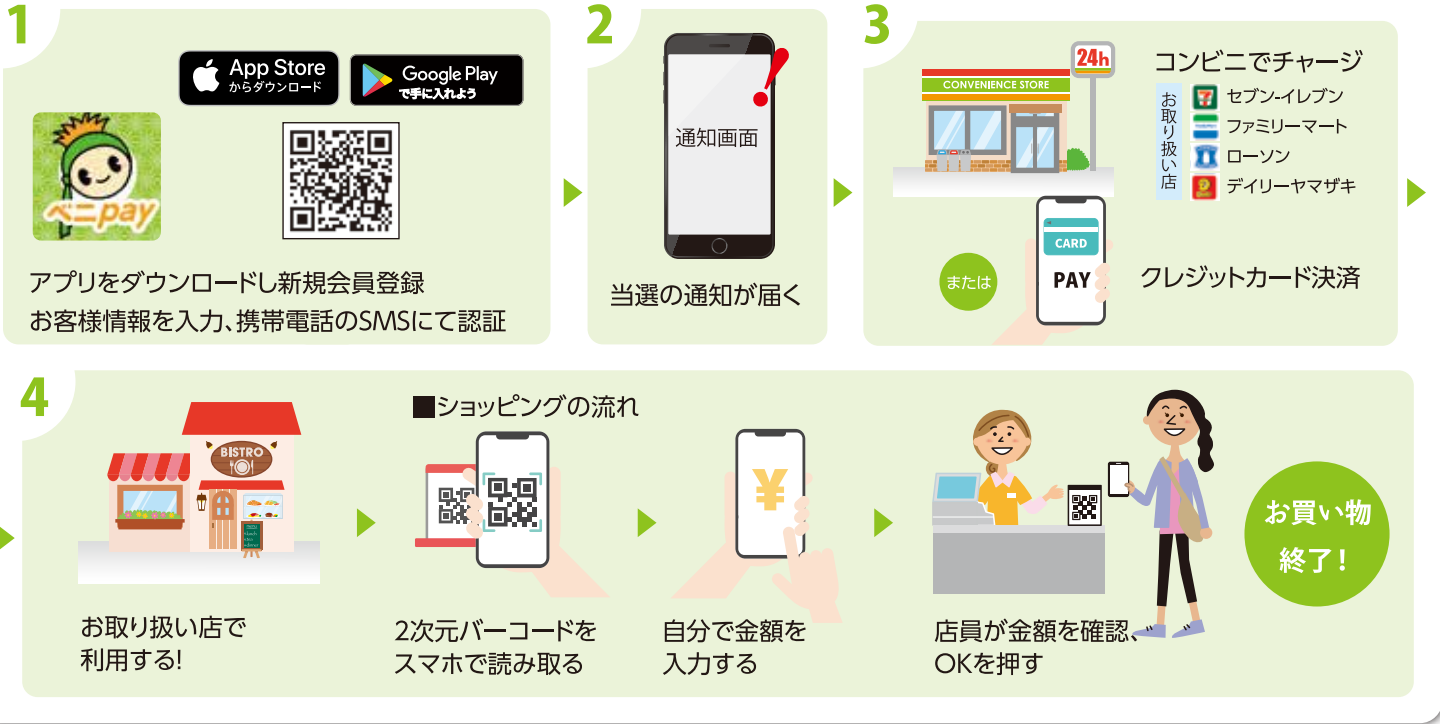 1
App Store
からダウンロード
Google Play
で手に入れよう
ベニpay
アプリをダウンロードし新規会員登録
お客様情報を入力、携帯電話のSMSにて認証
2
通知画面
!
当選の通知が届く
3
24h
CONVENIENCE STORE
コンビニでチャージ
お取り扱い店
セブン-イレブン
ファミリーマート
ローソン
デイリーヤマザキ
または
CARD
PAY
クレジットカード決済
4
BISTRO
お取り扱い店で
利用する!
■ショッピングの流れ
2次元バーコードを
スマホで読み取る
¥
自分で金額を
入力する
店員が金額を確認、
OKを押す
お買い物
終了!